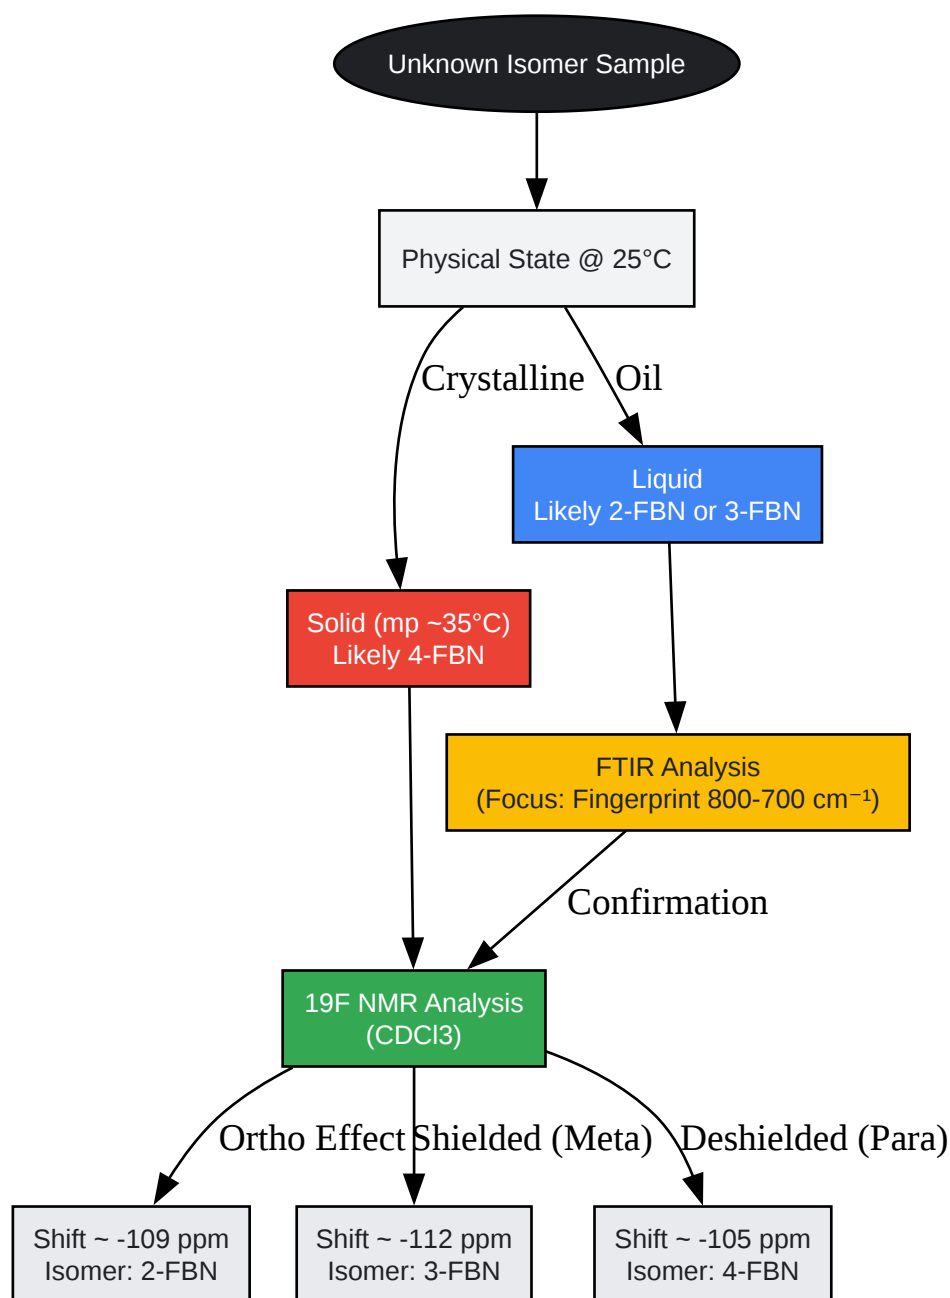 Unknown Isomer Sample
Physical State @ 25°C
Crystalline
Oil
Liquid
Likely 2-FBN or 3-FBN
Solid (mp ~35°C)
Likely 4-FBN
FTIR Analysis
(Focus: Fingerprint 800-700 cm⁻¹)
Confirmation
19F NMR Analysis
(CDCl3)
Ortho Effect
Shielded (Meta)
Deshielded (Para)
Shift ~ -109 ppm
Isomer: 2-FBN
Shift ~ -112 ppm
Isomer: 3-FBN
Shift ~ -105 ppm
Isomer: 4-FBN